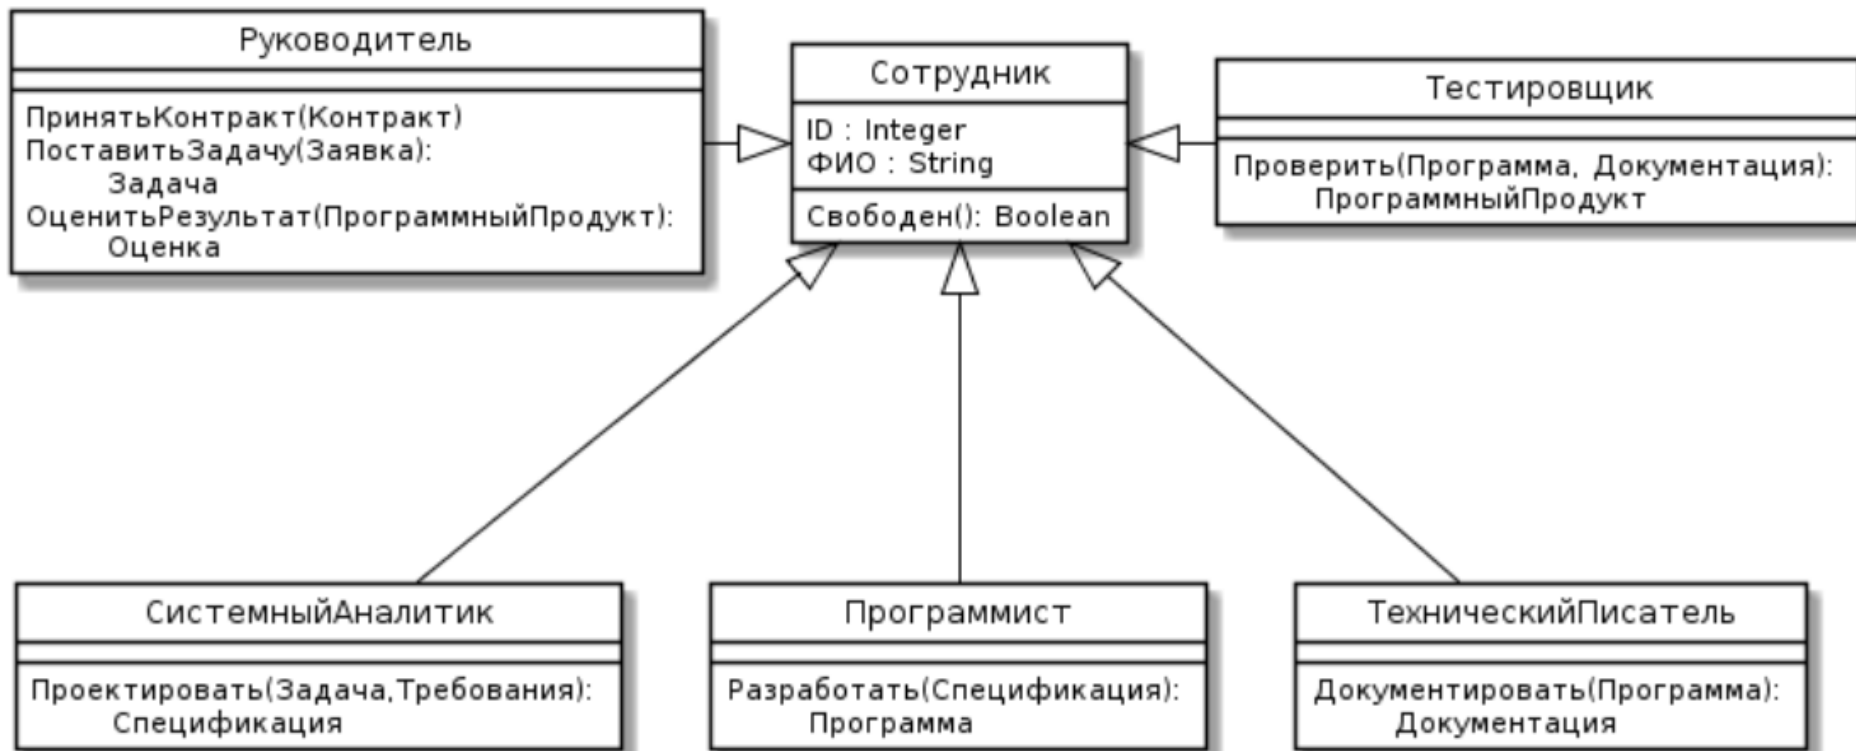 Руководитель
ПринятьКонтракт(Контракт)
ПоставитьЗадачу(Заявка):
Задача
ОценитьРезультат(ПрограммныйПродукт):
Оценка
Сотрудник
ID : Integer
ФИО : String
Свободен(): Boolean
Тестировщик
Проверить(Программа, Документация):
ПрограммныйПродукт
СистемныйАналитик
Проектировать(Задача,Требования):
Спецификация
Программист
Разработать(Спецификация):
Программа
ТехническийПисатель
Документировать(Программа):
Документация